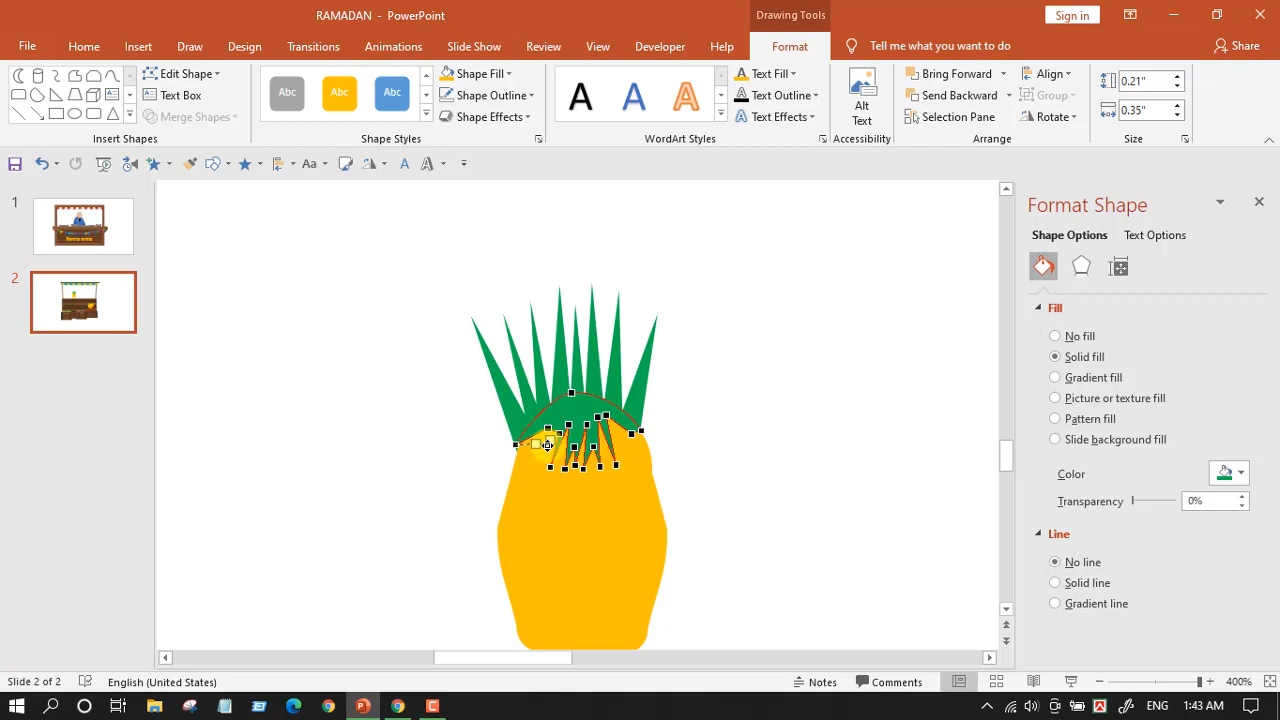 RAMADAN - PowerPoint
Drawing Tools
Sign in
File
Home
Insert
Draw
Design
Transitions
Animations
Slide Show
Review
View
Developer
Help
Format
Tell me what you want to do
Share
Edit Shape
Text Box
Merge Shapes
Insert Shapes
Abc
Abc
Abc
Shape Fill
Shape Outline
Shape Effects
Shape Styles
A
A
A
Text Fill
Text Outline
Text Effects
WordArt Styles
Alt
Text
Accessibility
Bring Forward
Send Backward
Selection Pane
Align
Group
Rotate
Arrange
0.21"
0.35"
Size
Aa
A
A
1
2
Format Shape
Shape Options
Text Options
Fill
No fill
Solid fill
Gradient fill
Picture or texture fill
Pattern fill
Slide background fill
Color
Transparency
0%
Line
No line
Solid line
Gradient line
Slide 2 of 2
English (United States)
Notes
Comments
400%
ENG
1:43 AM